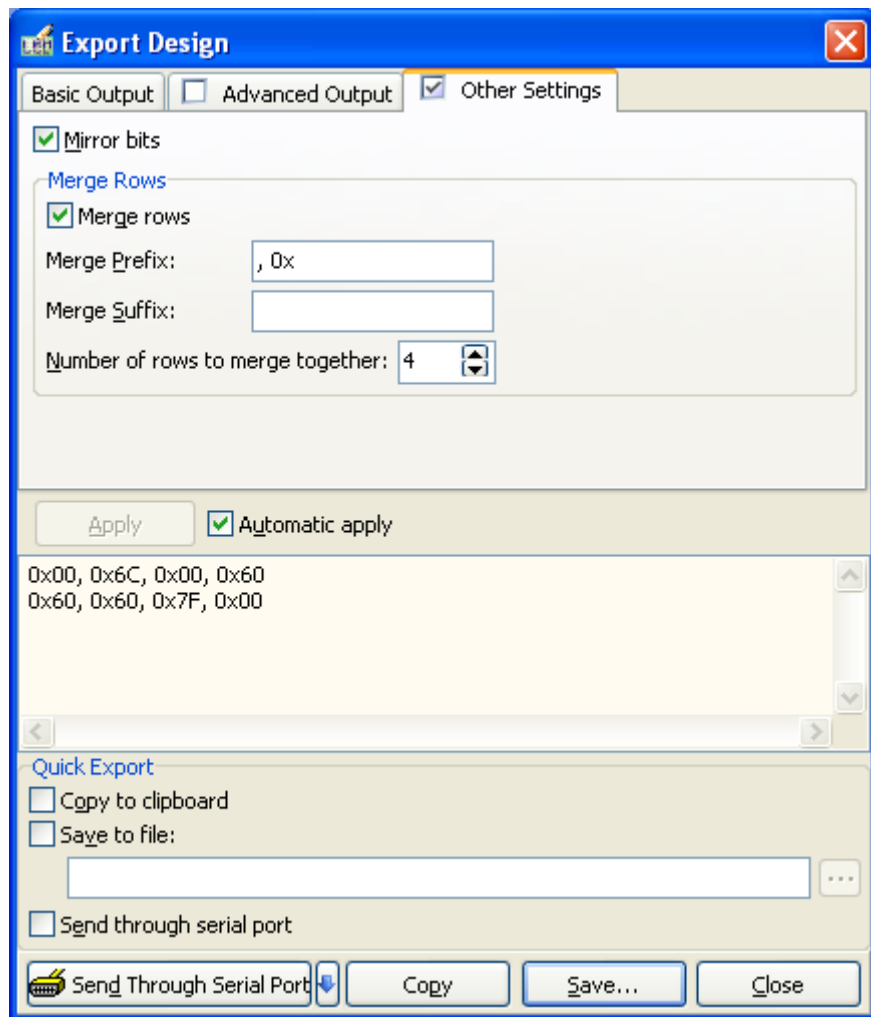 Export Design
Basic Output Advanced Output Other Settings
Mirror bits
Merge Rows
Merge rows
Merge Prefix: , 0x
Merge Suffix:
Number of rows to merge together: 4
Apply Automatic apply
0x00, 0x6C, 0x00, 0x60
0x60, 0x60, 0x7F, 0x00
Quick Export
Copy to clipboard
Save to file:
...
Send through serial port
Send Through Serial Port Copy Save... Close